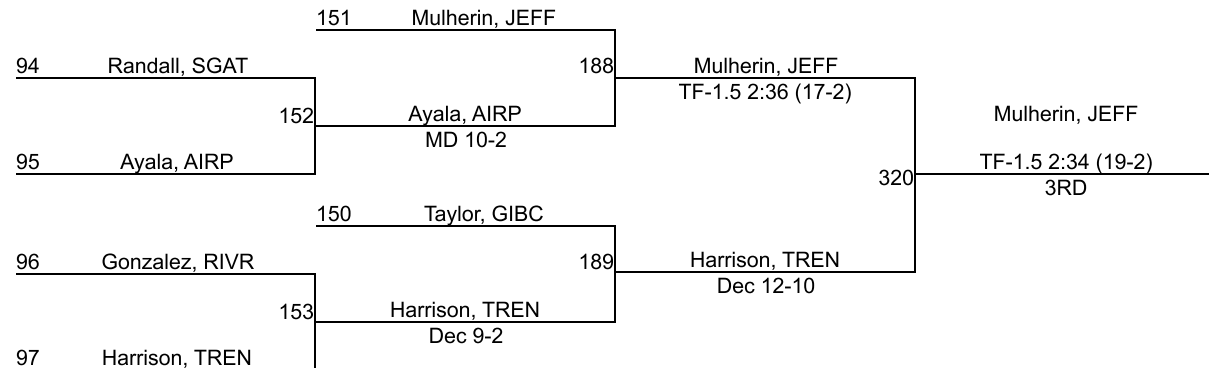 151 Mulherin, JEFF
94 Randall, SGAT
188 Mulherin, JEFF
TF-1.5 2:36 (17-2)
152 Ayala, AIRP
MD 10-2
Mulherin, JEFF
95 Ayala, AIRP
TF-1.5 2:34 (19-2)
320
3RD
150 Taylor, GIBC
96 Gonzalez, RIVR
189 Harrison, TREN
Dec 12-10
153 Harrison, TREN
Dec 9-2
97 Harrison, TREN